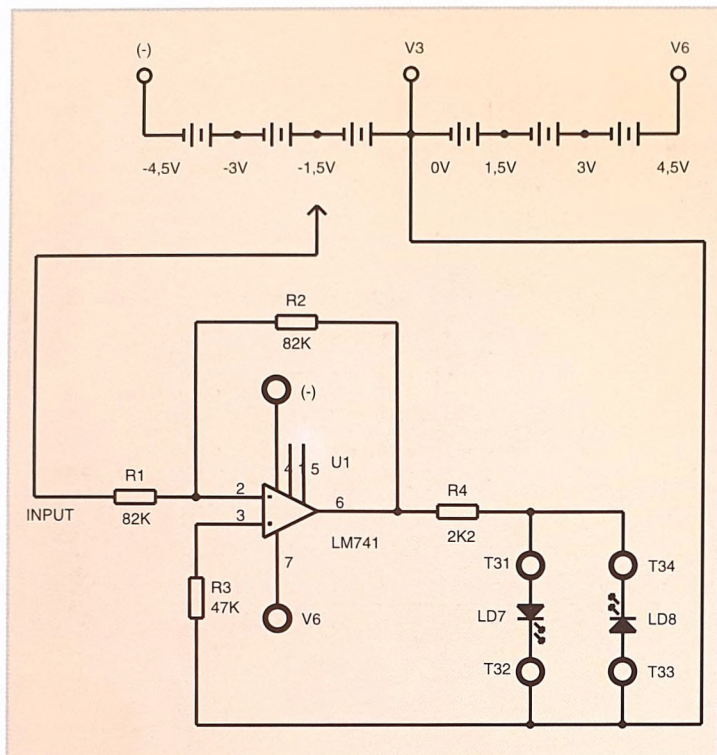 (-) V3 V6
-4,5V -3V -1,5V 0V 1,5V 3V 4,5V
R2
82K
(-)
4 1 5 U1
R1
2
6
R4
INPUT
82K
3
LM741
2K2
7
T31 T34
R3
47K
V6
LD7 LD8
T32 T33